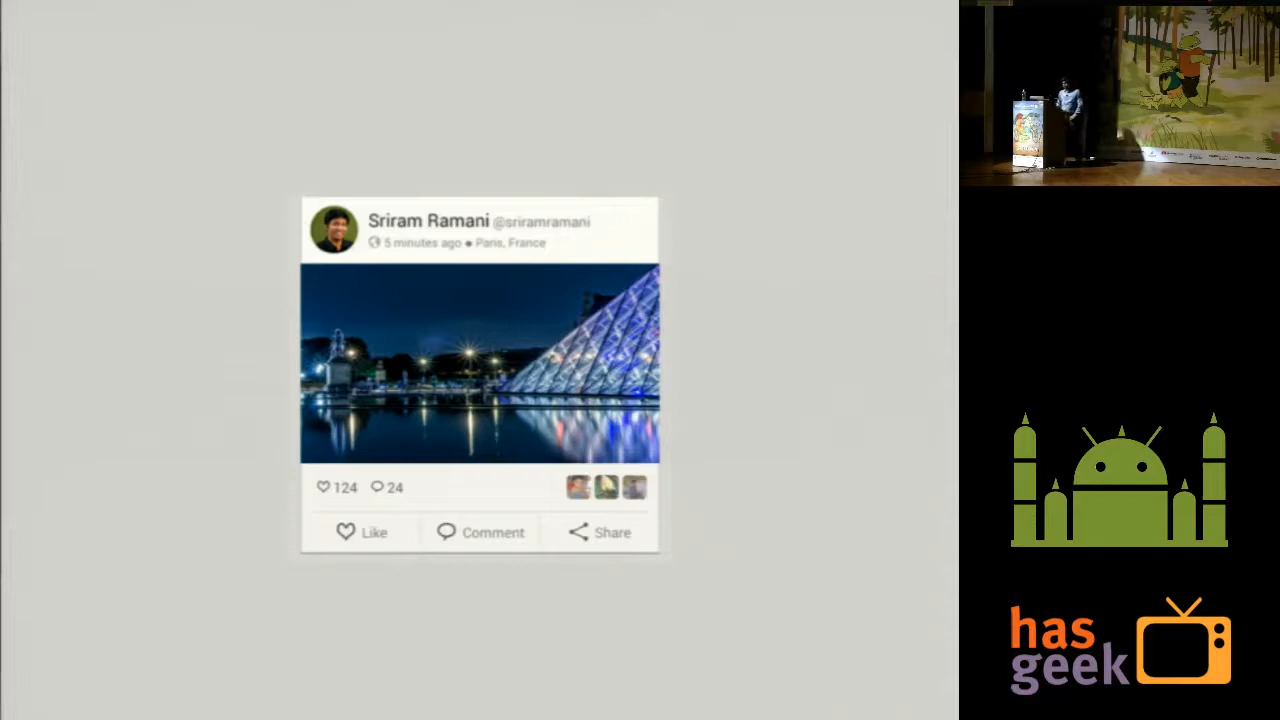 Sriram Ramani @sriramramani
5 minutes ago • Paris, France
124 24
Like Comment Share
has
geek